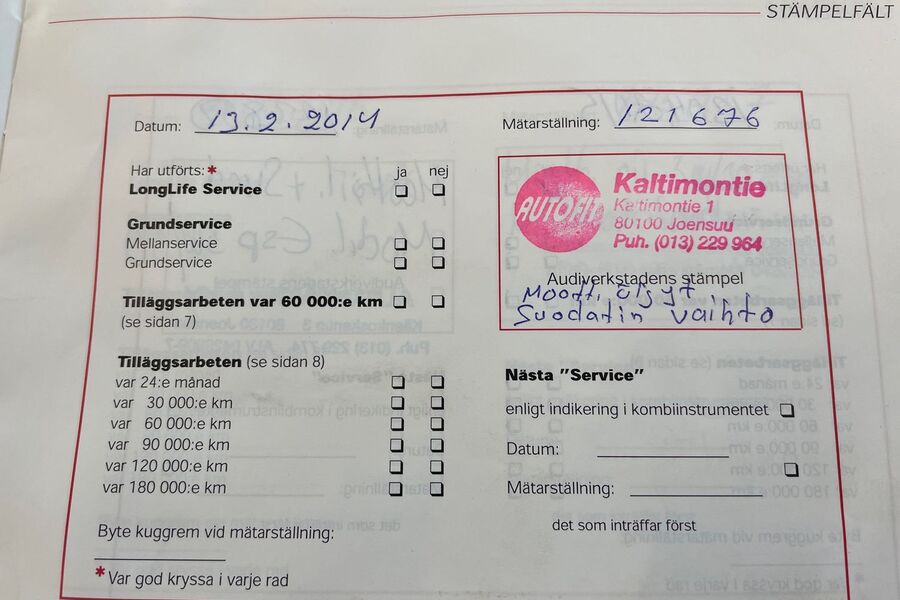 STÄMPELFÄLT
Datum: 13.2.2014
Mätarställning: 121676
Har utförts:* ja nej
LongLife Service
Grundservice
Mellanservice
Grundservice
Tilläggsarbeten var 60 000:e km
(se sidan 7)
Tilläggsarbeten (se sidan 8)
var 24:e månad
var 30 000:e km
var 60 000:e km
var 90 000:e km
var 120 000:e km
var 180 000:e km
Byte kuggrem vid mätarställning:
*Var god kryssa i varje rad
AUTOFIT
Kaltimontie
Kaltimontie 1
80100 Joensuu
Puh. (013) 229 964
Audiverkstadens stämpel
Moott. öljyt
Suodatin vaihto
Nästa "Service"
enligt indikering i kombiinstrumentet
Datum:
Mätarställning:
det som inträffar först